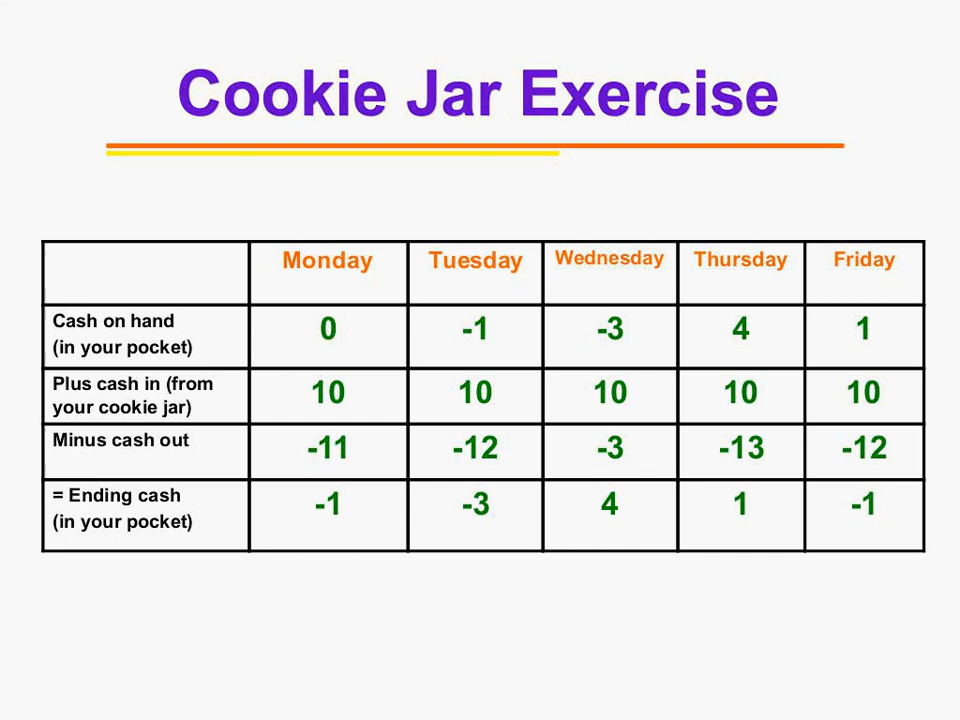 Cookie Jar Exercise
Monday Tuesday Wednesday Thursday Friday
Cash on hand
(in your pocket) 0 -1 -3 4 1
Plus cash in (from
your cookie jar) 10 10 10 10 10
Minus cash out -11 -12 -3 -13 -12
= Ending cash
(in your pocket) -1 -3 4 1 -1